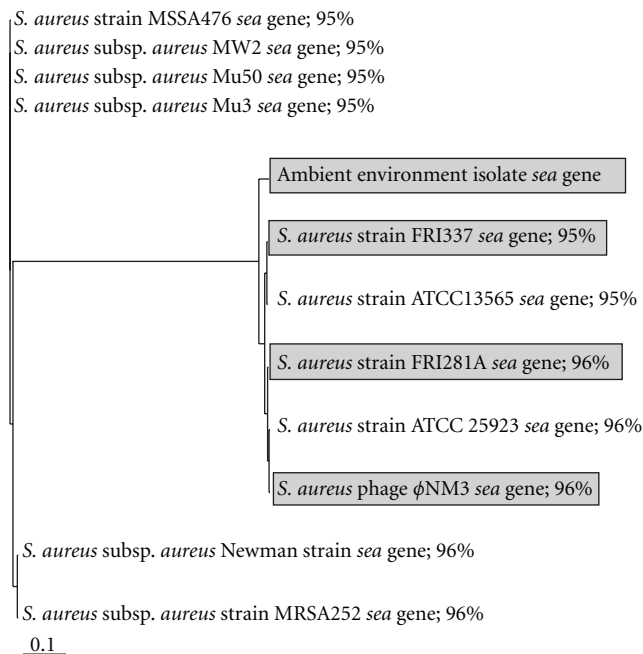 S. aureus strain MSSA476 sea gene; 95%
S. aureus subsp. aureus MW2 sea gene; 95%
S. aureus subsp. aureus Mu50 sea gene; 95%
S. aureus subsp. aureus Mu3 sea gene; 95%
Ambient environment isolate sea gene
S. aureus strain FRI337 sea gene; 95%
S. aureus strain ATCC13565 sea gene; 95%
S. aureus strain FRI281A sea gene; 96%
S. aureus strain ATCC 25923 sea gene; 96%
S. aureus phage ϕNM3 sea gene; 96%
S. aureus subsp. aureus Newman strain sea gene; 96%
S. aureus subsp. aureus strain MRSA252 sea gene; 96%
0.1